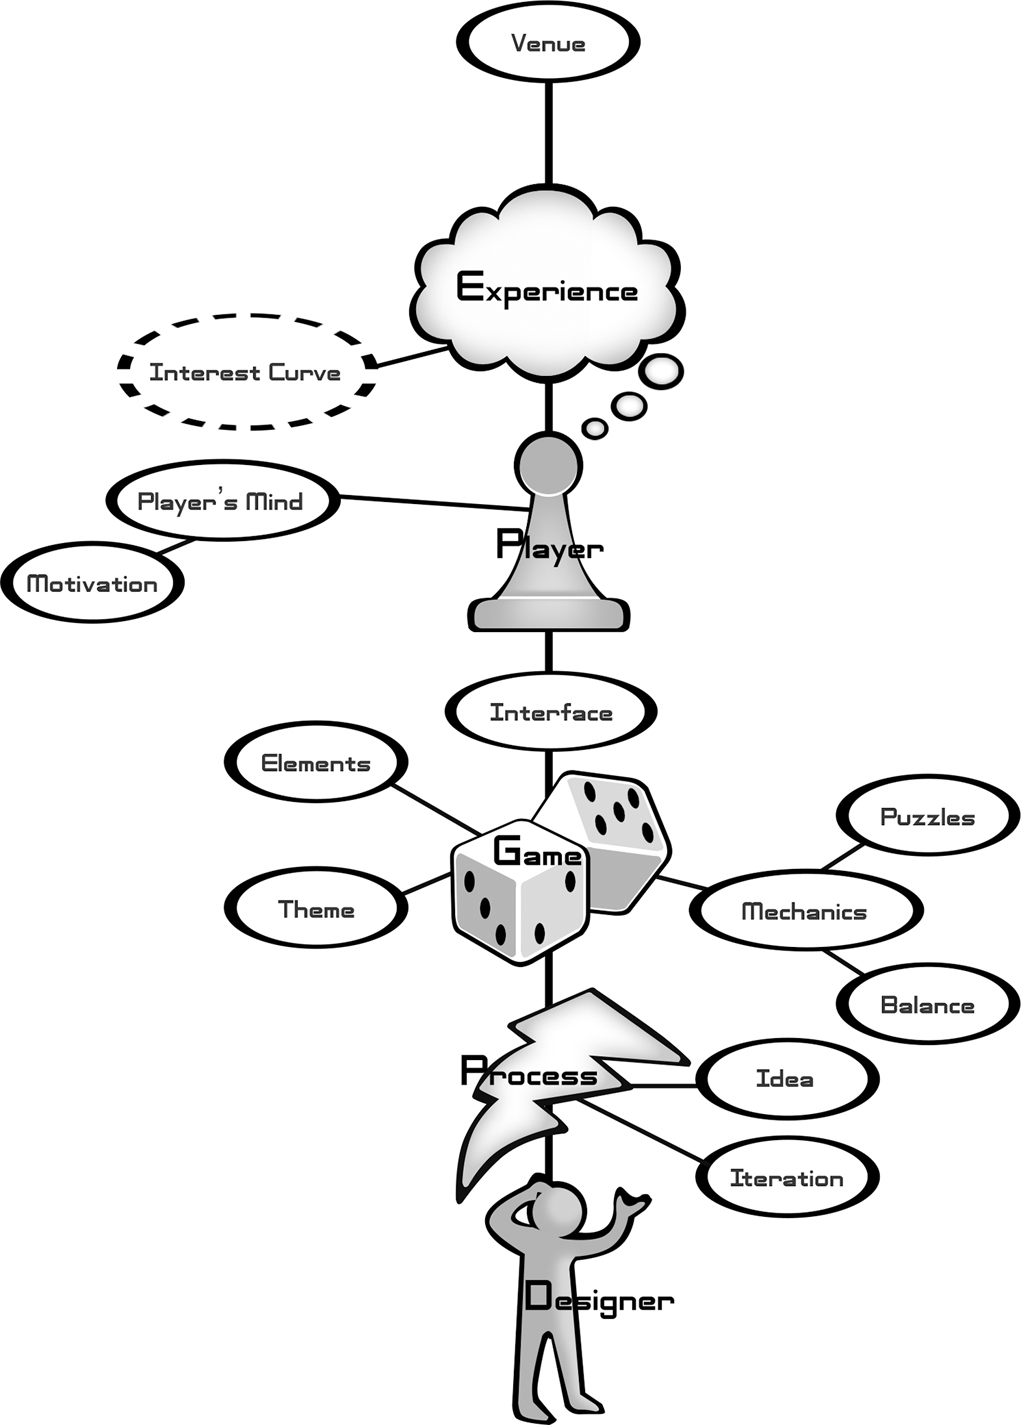 Venue
Experience
Interest Curve
Player's Mind
Motivation
Player
Interface
Elements
Game
Puzzles
Theme
Mechanics
Balance
Process
Idea
Iteration
Designer